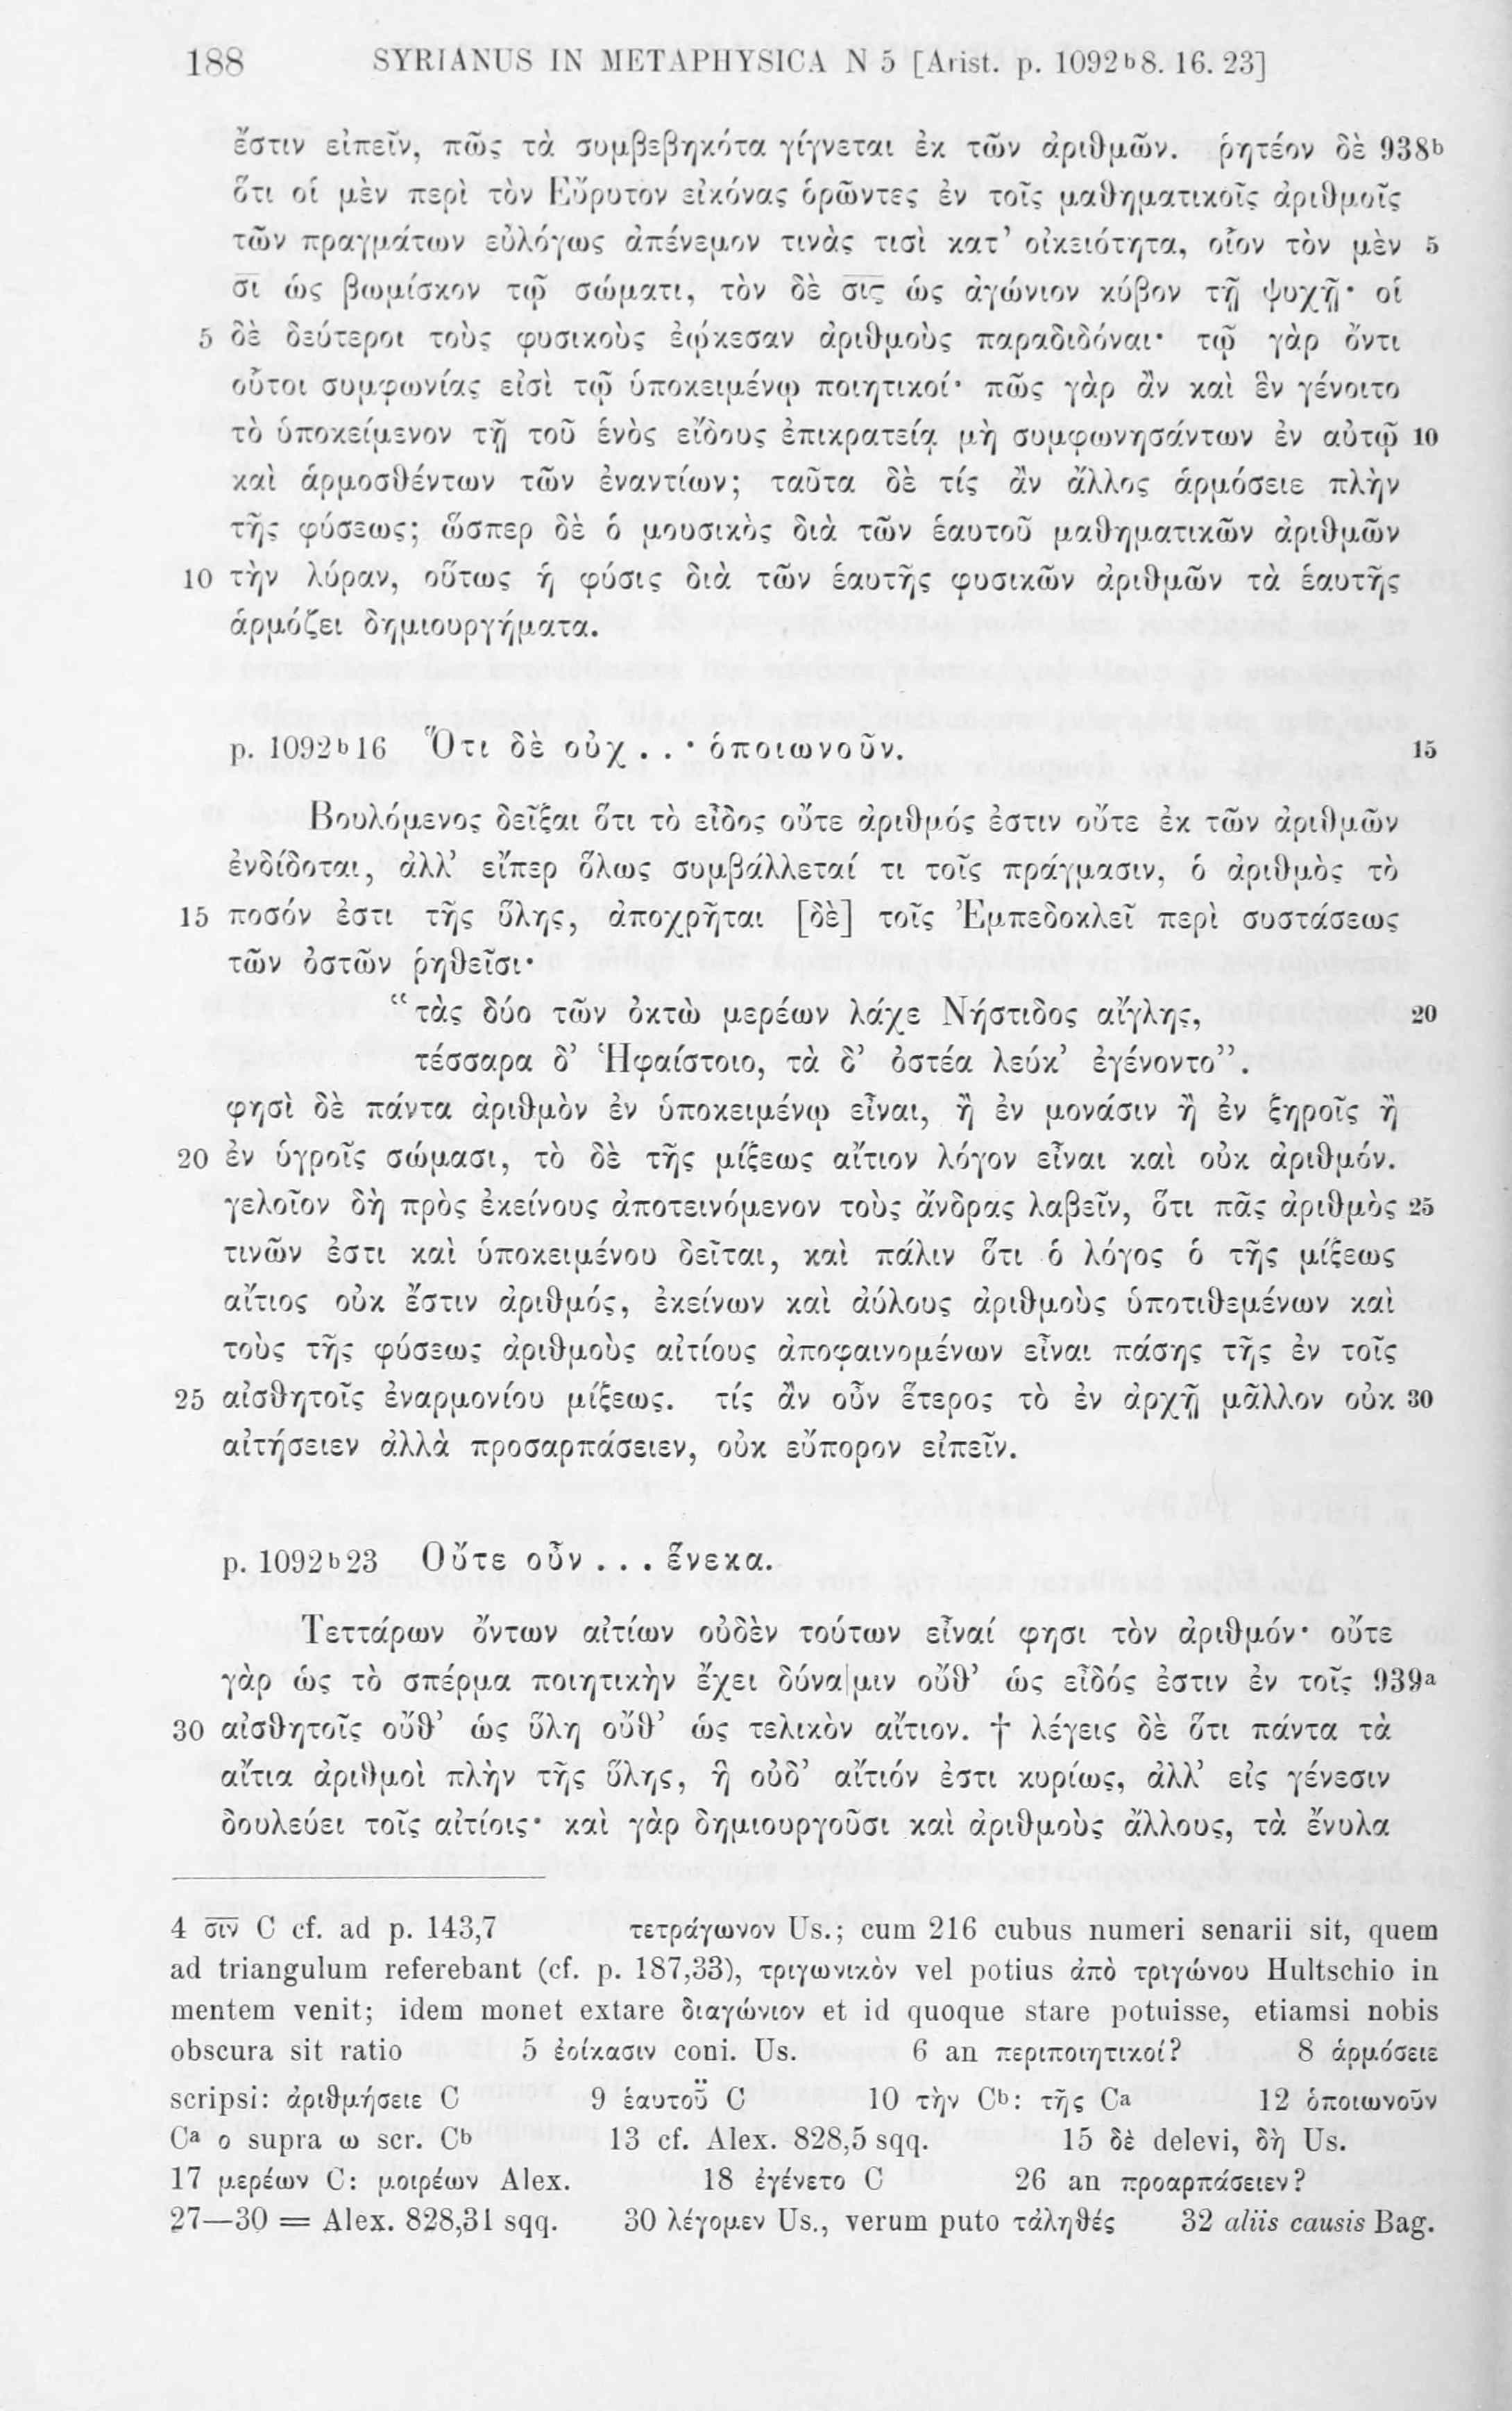 188 SYRIANUS IN METAPHYSICA N 5 [Arist. p. 1092ᵇ8. 16. 23]
ἔστιν εἰπεῖν, πῶς τὰ συμβεβηκότα γίγνεται ἐκ τῶν ἀριθμῶν. ῥητέον δὲ 938ᵇ
ὅτι οἱ μὲν περὶ τὸν Εὔρυτον εἰκόνας ὁρῶντες ἐν τοῖς μαθηματικοῖς ἀριθμοῖς
τῶν πραγμάτων εὐλόγως ἀπένεμον τινὰς τισὶ κατ’ οἰκειότητα, οἷον τὸν μὲν 5
σ̅ι̅ ὡς βωμίσκον τῷ σώματι, τὸν δὲ σ̅ι̅ς̅ ὡς ἀγώνιον κύβον τῇ ψυχῇ· οἱ
5 δὲ δεύτεροι τοὺς φυσικοὺς ἐῴκεσαν ἀριθμοὺς παραδιδόναι· τῷ γὰρ ὄντι
οὗτοι συμφωνίας εἰσὶ τῷ ὑποκειμένῳ ποιητικοί· πῶς γὰρ ἂν καὶ ἓν γένοιτο
τὸ ὑποκείμενον τῇ τοῦ ἑνὸς εἴδους ἐπικρατείᾳ μὴ συμφωνησάντων ἐν αὐτῷ 10
καὶ ἁρμοσθέντων τῶν ἐναντίων; ταῦτα δὲ τίς ἂν ἄλλος ἁρμόσειε πλὴν
τῆς φύσεως; ὥσπερ δὲ ὁ μουσικὸς διὰ τῶν ἑαυτοῦ μαθηματικῶν ἀριθμῶν
10 τὴν λύραν, οὕτως ἡ φύσις διὰ τῶν ἑαυτῆς φυσικῶν ἀριθμῶν τὰ ἑαυτῆς
ἁρμόζει δημιουργήματα.
p. 1092ᵇ16 Ὅτι δὲ οὐχ . . · ὁποιωνοῦν. 15
Βουλόμενος δεῖξαι ὅτι τὸ εἶδος οὔτε ἀριθμός ἐστιν οὔτε ἐκ τῶν ἀριθμῶν
ἐνδίδοται, ἀλλ’ εἴπερ ὅλως συμβάλλεταί τι τοῖς πράγμασιν, ὁ ἀριθμὸς τὸ
15 ποσόν ἐστι τῆς ὕλης, ἀποχρῆται [δὲ] τοῖς Ἐμπεδοκλεῖ περὶ συστάσεως
τῶν ὀστῶν ῥηθεῖσι·
“τὰς δύο τῶν ὀκτὼ μερέων λάχε Νήστιδος αἴγλης, 20
τέσσαρα δ’ Ἡφαίστοιο, τὰ δ’ ὀστέα λεύκ’ ἐγένοντο”.
φησὶ δὲ πάντα ἀριθμὸν ἐν ὑποκειμένῳ εἶναι, ἢ ἐν μονάσιν ἢ ἐν ξηροῖς ἢ
20 ἐν ὑγροῖς σώμασι, τὸ δὲ τῆς μίξεως αἴτιον λόγον εἶναι καὶ οὐκ ἀριθμόν.
γελοῖον δὴ πρὸς ἐκείνους ἀποτεινόμενον τοὺς ἄνδρας λαβεῖν, ὅτι πᾶς ἀριθμὸς 25
τινῶν ἐστι καὶ ὑποκειμένου δεῖται, καὶ πάλιν ὅτι ὁ λόγος ὁ τῆς μίξεως
αἴτιος οὐκ ἔστιν ἀριθμός, ἐκείνων καὶ ἀύλους ἀριθμοὺς ὑποτιθεμένων καὶ
τοὺς τῆς φύσεως ἀριθμοὺς αἰτίους ἀποφαινομένων εἶναι πάσης τῆς ἐν τοῖς
25 αἰσθητοῖς ἐναρμονίου μίξεως. τίς ἂν οὖν ἕτερος τὸ ἐν ἀρχῇ μᾶλλον οὐκ 30
αἰτήσειεν ἀλλὰ προσαρπάσειεν, οὐκ εὔπορον εἰπεῖν.
p. 1092ᵇ23 Οὔτε οὖν . . . ἕνεκα.
Τεττάρων ὄντων αἰτίων οὐδὲν τούτων εἶναί φησι τὸν ἀριθμόν· οὔτε
γὰρ ὡς τὸ σπέρμα ποιητικὴν ἔχει δύνα|μιν οὔθ’ ὡς εἶδός ἐστιν ἐν τοῖς 939ᵃ
30 αἰσθητοῖς οὔθ’ ὡς ὕλη οὔθ’ ὡς τελικὸν αἴτιον. † λέγεις δὲ ὅτι πάντα τὰ
αἴτια ἀριθμοὶ πλὴν τῆς ὕλης, ἣ οὐδ’ αἴτιόν ἐστι κυρίως, ἀλλ’ εἰς γένεσιν
δουλεύει τοῖς αἰτίοις· καὶ γὰρ δημιουργοῦσι καὶ ἀριθμοὺς ἄλλους, τὰ ἔνυλα
4 σ̅ι̅ν̅ C cf. ad p. 143,7 τετράγωνον Us.; cum 216 cubus numeri senarii sit, quem
ad triangulum referebant (cf. p. 187,33), τριγωνικὸν vel potius ἀπὸ τριγώνου Hultschio in
mentem venit; idem monet extare διαγώνιον et id quoque stare potuisse, etiamsi nobis
obscura sit ratio 5 ἐοίκασιν coni. Us. 6 an περιποιητικοί? 8 ἁρμόσειε
scripsi: ἀριθμήσειε C 9 ἑαυτοῦ C 10 τὴν Cᵇ: τῆς Cᵃ 12 ὁποιωνοῦν
Cᵃ ο supra ω scr. Cᵇ 13 cf. Alex. 828,5 sqq. 15 δὲ delevi, δὴ Us.
17 μερέων C: μοιρέων Alex. 18 ἐγένετο C 26 an προαρπάσειεν?
27—30 = Alex. 828,31 sqq. 30 λέγομεν Us., verum puto τἀληθές 32 aliis causis Bag.